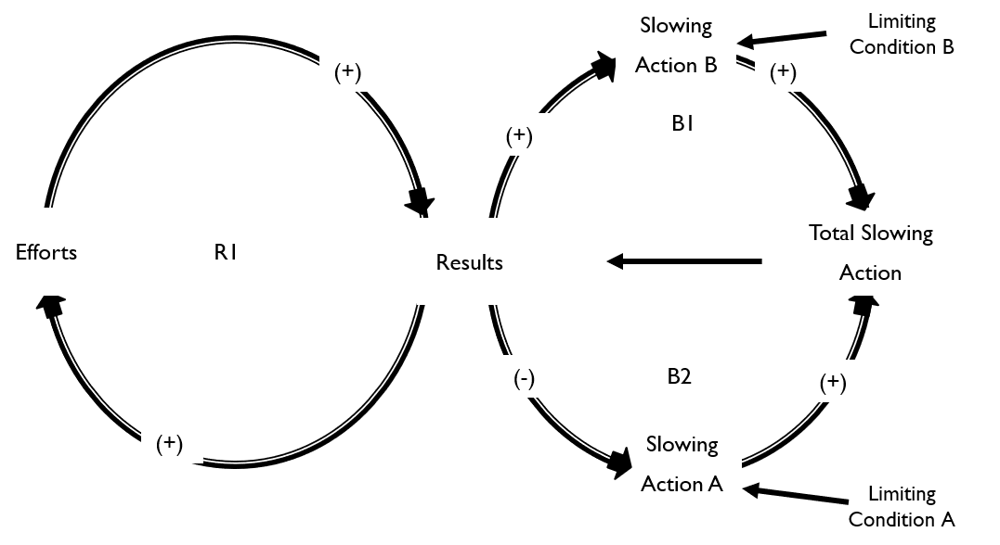 Slowing
Action B
Limiting
Condition B
(+)
(+)
(+)
B1
Efforts
R1
Results
Total Slowing
Action
(-)
B2
(+)
(+)
Slowing
Action A
Limiting
Condition A